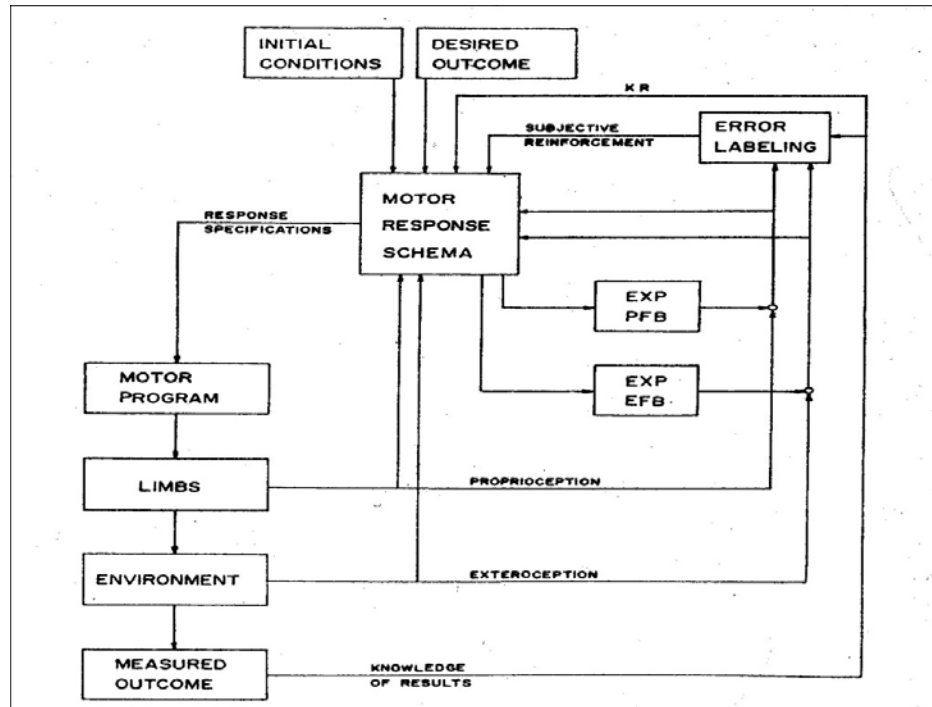 INITIAL
CONDITIONS
DESIRED
OUTCOME
KR
SUBJECTIVE
REINFORCEMENT
ERROR
LABELING
MOTOR
RESPONSE
SCHEMA
RESPONSE
SPECIFICATIONS
EXP
PFB
MOTOR
PROGRAM
EXP
EFB
LIMBS
PROPRIOCEPTION
ENVIRONMENT
EXTEROCEPTION
MEASURED
OUTCOME
KNOWLEDGE
OF RESULTS